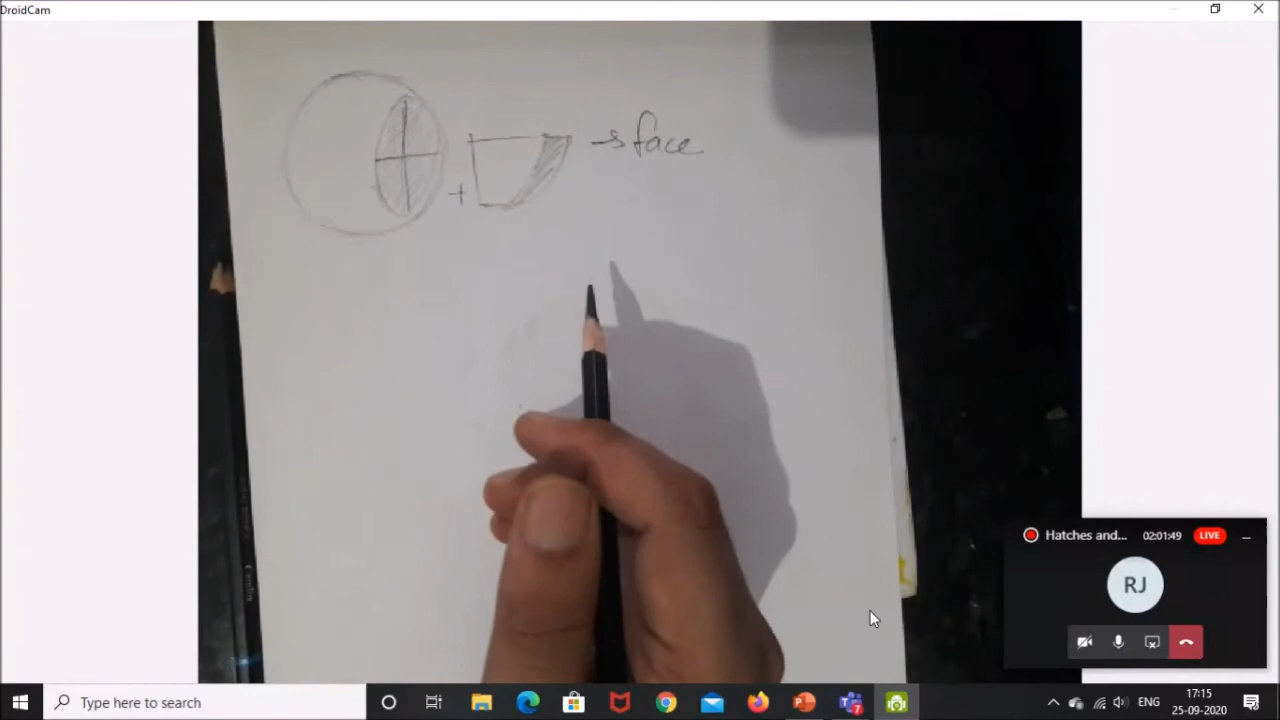 DroidCam
+ → face
Hatches and... 02:01:49 LIVE
RJ
Type here to search
7
ENG
17:15
25-09-2020